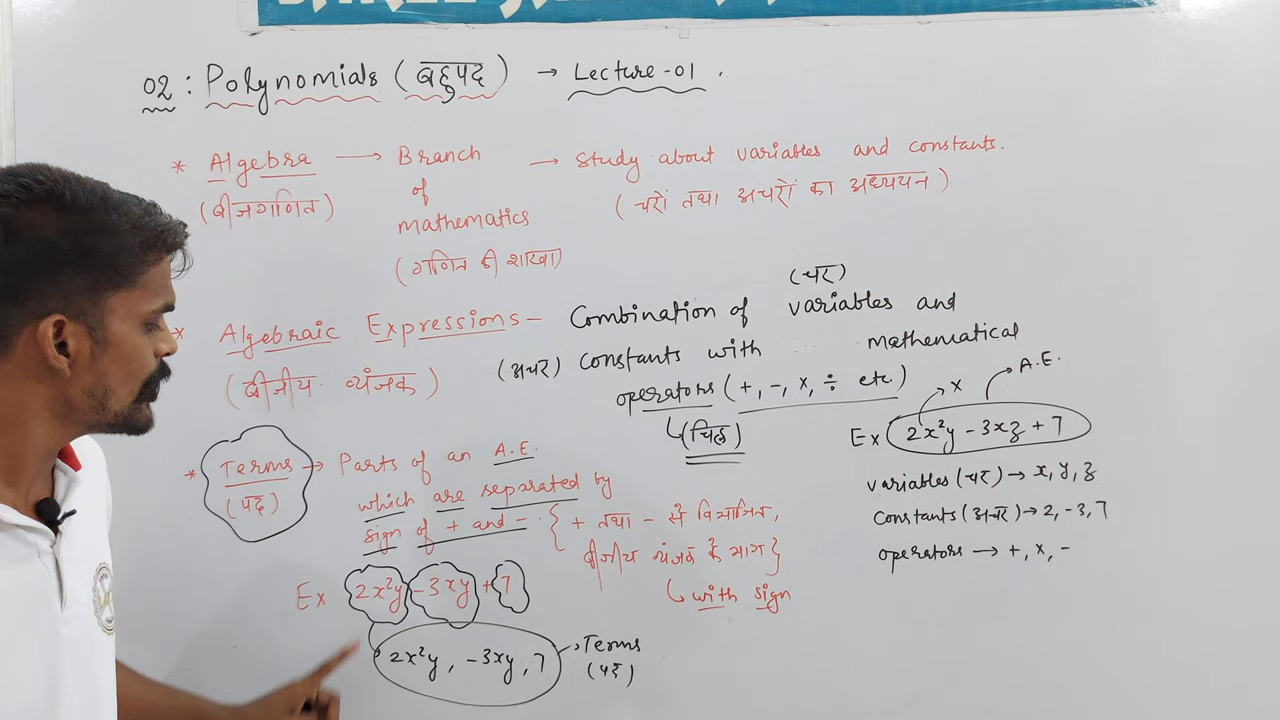 02 : Polynomials (बहुपद) → Lecture-01 .
* Algebra → Branch → Study about variables and constants.
(बीजगणित) of (चरों तथा अचरों का अध्ययन)
mathematics
(गणित की शाखा)
(चर)
* Algebraic Expressions - Combination of variables and
(बीजीय व्यंजक) (अचर) constants with mathematical
operators (+, -, ×, ÷ etc.)
(चिह्न)
× A.E.
Ex 2x²y - 3xz + 7
variables (चर) → x, y, z
constants (अचर) → 2, -3, 7
operators → +, ×, -
* Terms → Parts of an A.E.
(पद) which are separated by
sign of + and - . { + तथा - से विभाजित,
बीजीय व्यंजक के भाग }
with sign
Ex 2x²y - 3xy + 7
2x²y, -3xy, 7 → Terms
(पद)